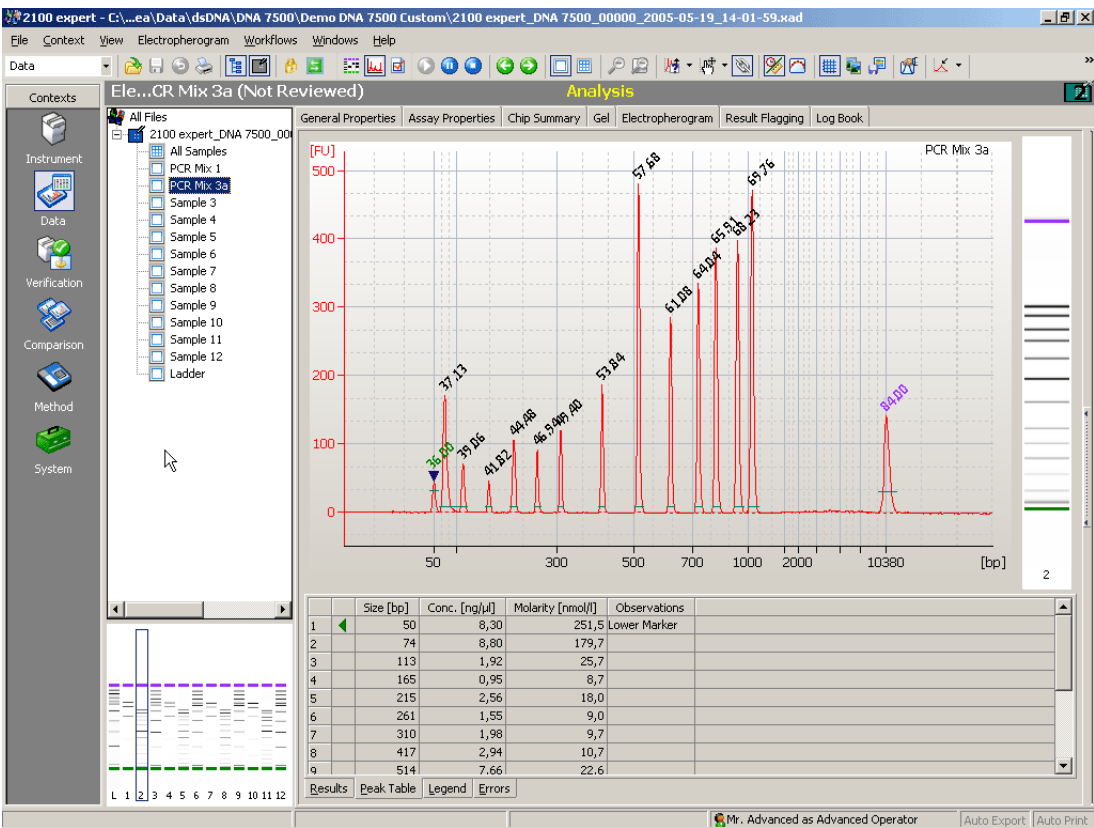 2100 expert - C:\...ea\Data\dsDNA\DNA 7500\Demo DNA 7500 Custom\2100 expert_DNA 7500_00000_2005-05-19_14-01-59.xad
File Context View Electropherogram Workflows Windows Help
Data
Contexts
Instrument
Data
Verification
Comparison
Method
System
Ele...CR Mix 3a (Not Reviewed) Analysis
All Files
2100 expert_DNA 7500_00
All Samples
PCR Mix 1
PCR Mix 3a
Sample 3
Sample 4
Sample 5
Sample 6
Sample 7
Sample 8
Sample 9
Sample 10
Sample 11
Sample 12
Ladder
L 1 2 3 4 5 6 7 8 9 10 11 12
General Properties Assay Properties Chip Summary Gel Electropherogram Result Flagging Log Book
[FU]
PCR Mix 3a
500
400
300
200
100
0
36,00
37,13
39,06
41,82
44,48
49,40
53,84
57,68
61,08
64,04
65,91
68,23
69,76
84,00
50 300 500 700 1000 2000 10380 [bp]
2
Size [bp] Conc. [ng/µl] Molarity [nmol/l] Observations
1 50 8,30 251,5 Lower Marker
2 74 8,80 179,7
3 113 1,92 25,7
4 165 0,95 8,7
5 215 2,56 18,0
6 261 1,55 9,0
7 310 1,98 9,7
8 417 2,94 10,7
9 514 7,66 22,6
Results Peak Table Legend Errors
Mr. Advanced as Advanced Operator Auto Export Auto Print